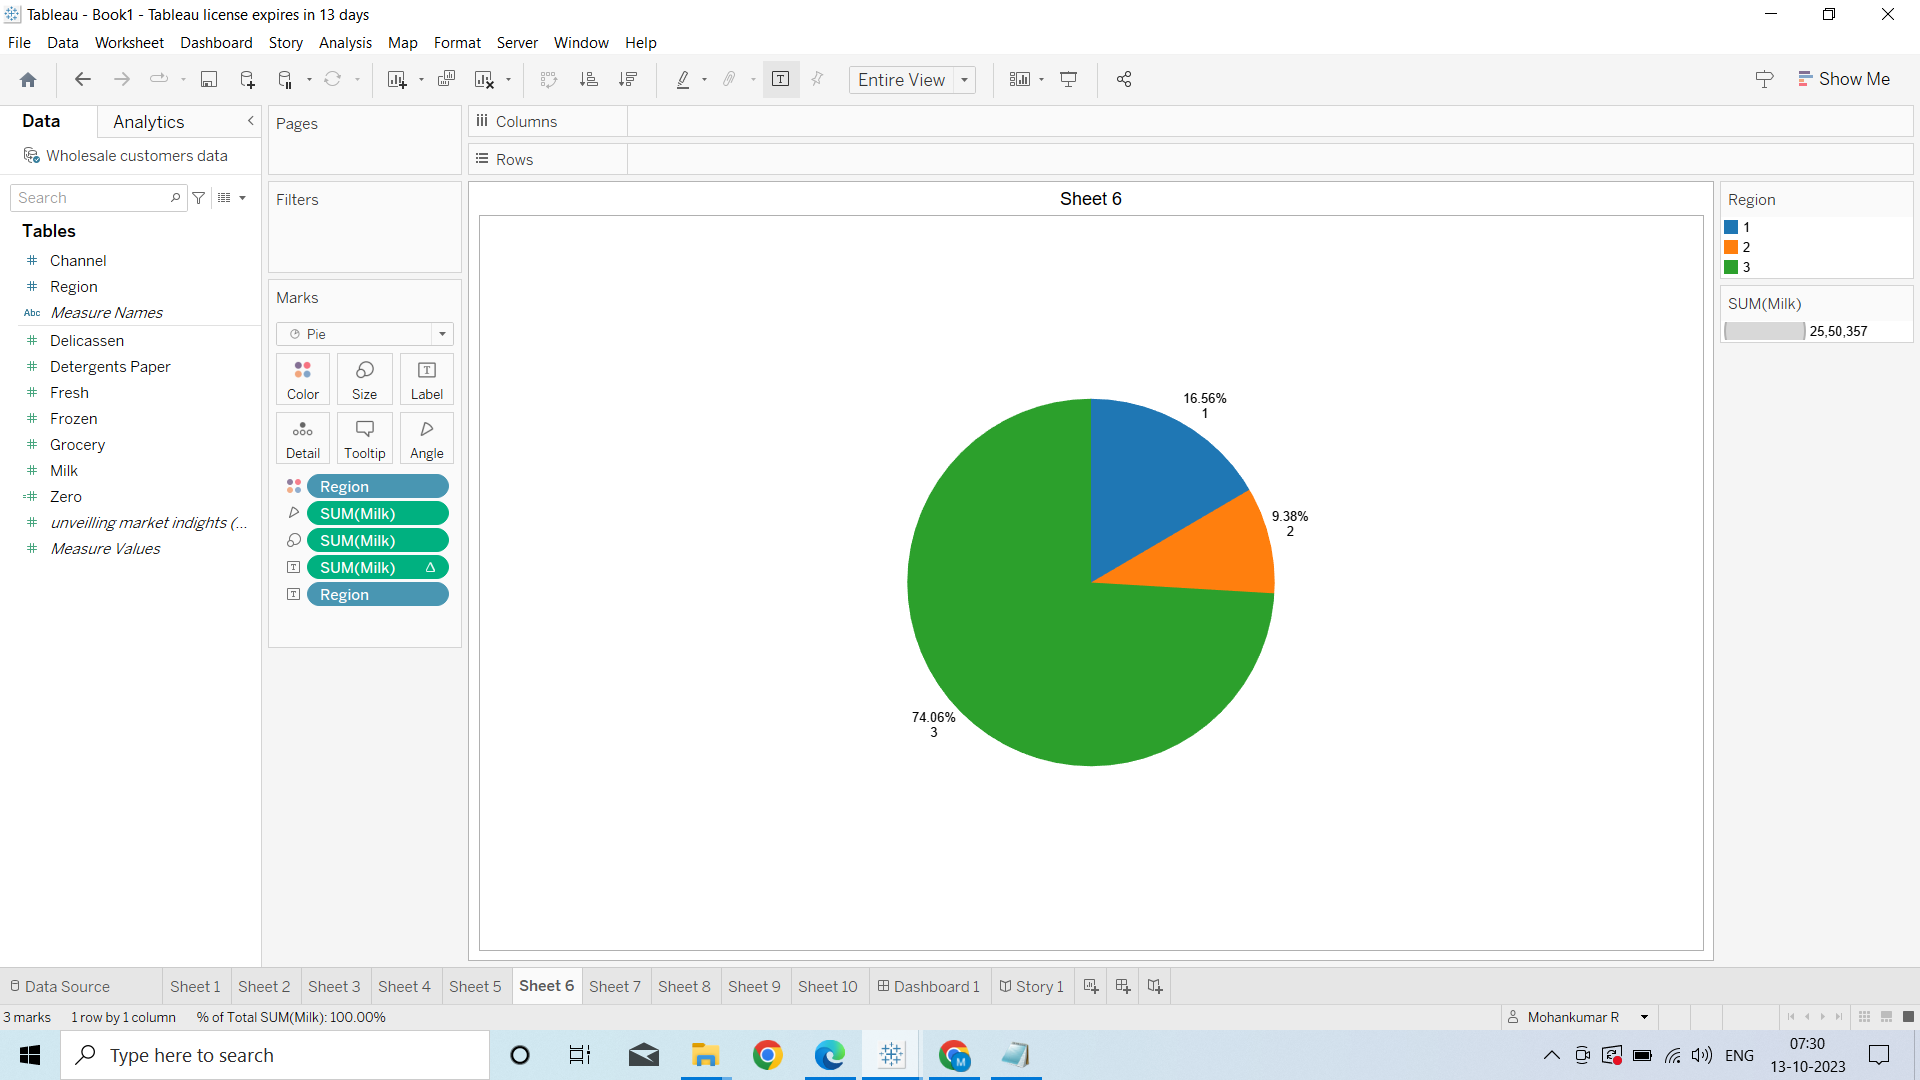 Tableau - Book1 - Tableau license expires in 13 days
File Data Worksheet Dashboard Story Analysis Map Format Server Window Help
Entire View
Show Me
Data Analytics
Wholesale customers data
Search
Tables
Channel
Region
Abc Measure Names
Delicassen
Detergents Paper
Fresh
Frozen
Grocery
Milk
Zero
unveilling market indights (...
Measure Values
Pages
Filters
Marks
Pie
Color Size Label
Detail Tooltip Angle
Region
SUM(Milk)
SUM(Milk)
SUM(Milk) Δ
Region
Columns
Rows
Sheet 6
16.56%
1
9.38%
2
74.06%
3
Region
1
2
3
SUM(Milk)
25,50,357
Data Source Sheet 1 Sheet 2 Sheet 3 Sheet 4 Sheet 5 Sheet 6 Sheet 7 Sheet 8 Sheet 9 Sheet 10 Dashboard 1 Story 1
3 marks 1 row by 1 column % of Total SUM(Milk): 100.00% Mohankumar R
Type here to search
M
ENG
07:30
13-10-2023